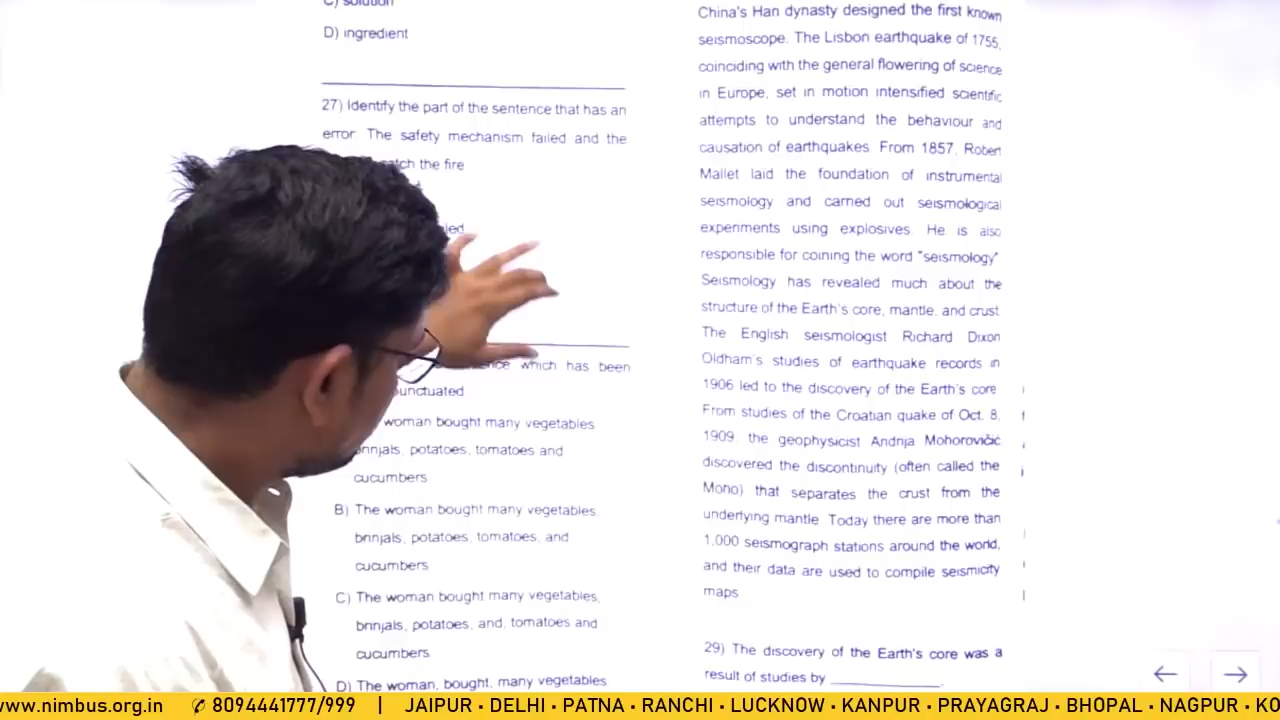 C) solution
D) ingredient
27) Identify the part of the sentence that has an
error. The safety mechanism failed and the
catch the fire
which has been
punctuated
woman bought many vegetables
brinjals, potatoes, tomatoes and
cucumbers
B) The woman bought many vegetables
brinjals, potatoes, tomatoes, and
cucumbers
C) The woman bought many vegetables,
brinjals, potatoes, and, tomatoes and
cucumbers
D) The woman, bought, many vegetables
China's Han dynasty designed the first known
seismoscope. The Lisbon earthquake of 1755,
coinciding with the general flowering of science
in Europe, set in motion intensified scientific
attempts to understand the behaviour and
causation of earthquakes. From 1857, Robert
Mallet laid the foundation of instrumental
seismology and carried out seismological
experiments using explosives. He is also
responsible for coining the word "seismology"
Seismology has revealed much about the
structure of the Earth's core, mantle, and crust
The English seismologist Richard Dixon
Oldham's studies of earthquake records in
1906 led to the discovery of the Earth's core
From studies of the Croatian quake of Oct. 8,
1909, the geophysicist Andrija Mohorovičić
discovered the discontinuity (often called the
Moho) that separates the crust from the
underlying mantle. Today there are more than
1,000 seismograph stations around the world,
and their data are used to compile seismicity
maps
29) The discovery of the Earth's core was a
result of studies by ____________.
www.nimbus.org.in ✆ 8094441777/999 | JAIPUR • DELHI • PATNA • RANCHI • LUCKNOW • KANPUR • PRAYAGRAJ • BHOPAL • NAGPUR • KO